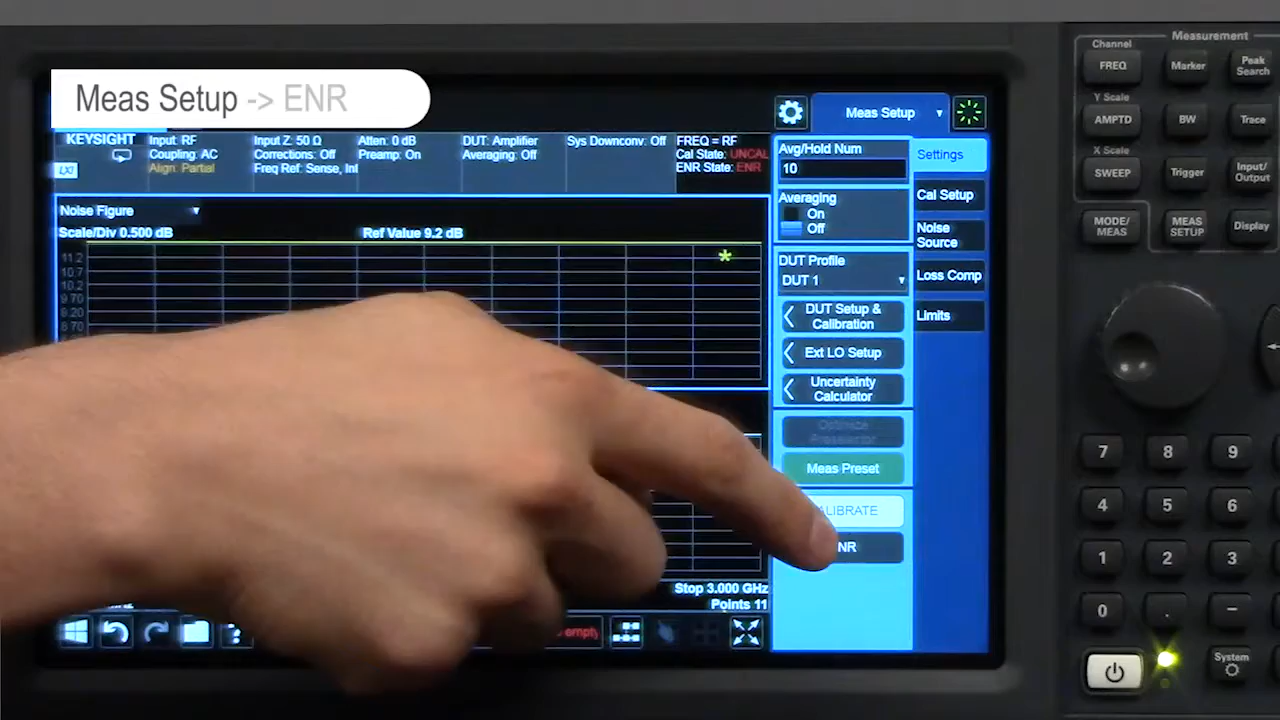 Meas Setup -> ENR
KEYSIGHT
LXI
Input: RF
Coupling: AC
Align: Partial
Input Z: 50 Ω
Corrections: Off
Freq Ref: Sense, Int
Atten: 0 dB
Preamp: On
DUT: Amplifier
Averaging: Off
Sys Downconv: Off
FREQ = RF
Cal State: UNCAL
ENR State: ENR
Noise Figure
Scale/Div 0.500 dB
Ref Value 9.2 dB
11.2
10.7
10.2
9.70
9.20
8.70
Stop 3.000 GHz
Points 11
empty
?
Meas Setup
Avg/Hold Num
10
Averaging
On
Off
DUT Profile
DUT 1
DUT Setup &
Calibration
Ext LO Setup
Uncertainty
Calculator
Optimize
Preselector
Meas Preset
ALIBRATE
NR
Settings
Cal Setup
Noise
Source
Loss Comp
Limits
Measurement
Channel
FREQ
Marker
Peak
Search
Y Scale
AMPTD
BW
Trace
X Scale
SWEEP
Trigger
Input/
Output
MODE/
MEAS
MEAS
SETUP
Display
7
8
9
4
5
6
1
2
3
0
.
−
System